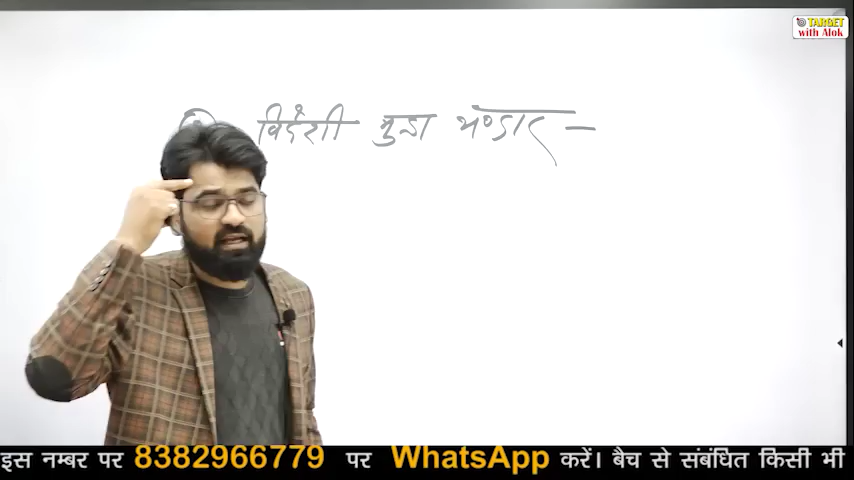 TARGET
with Alok
विदेशी मुद्रा भण्डार -
इस नम्बर पर 8382966779 पर WhatsApp करें। बैच से संबंधित किसी भी